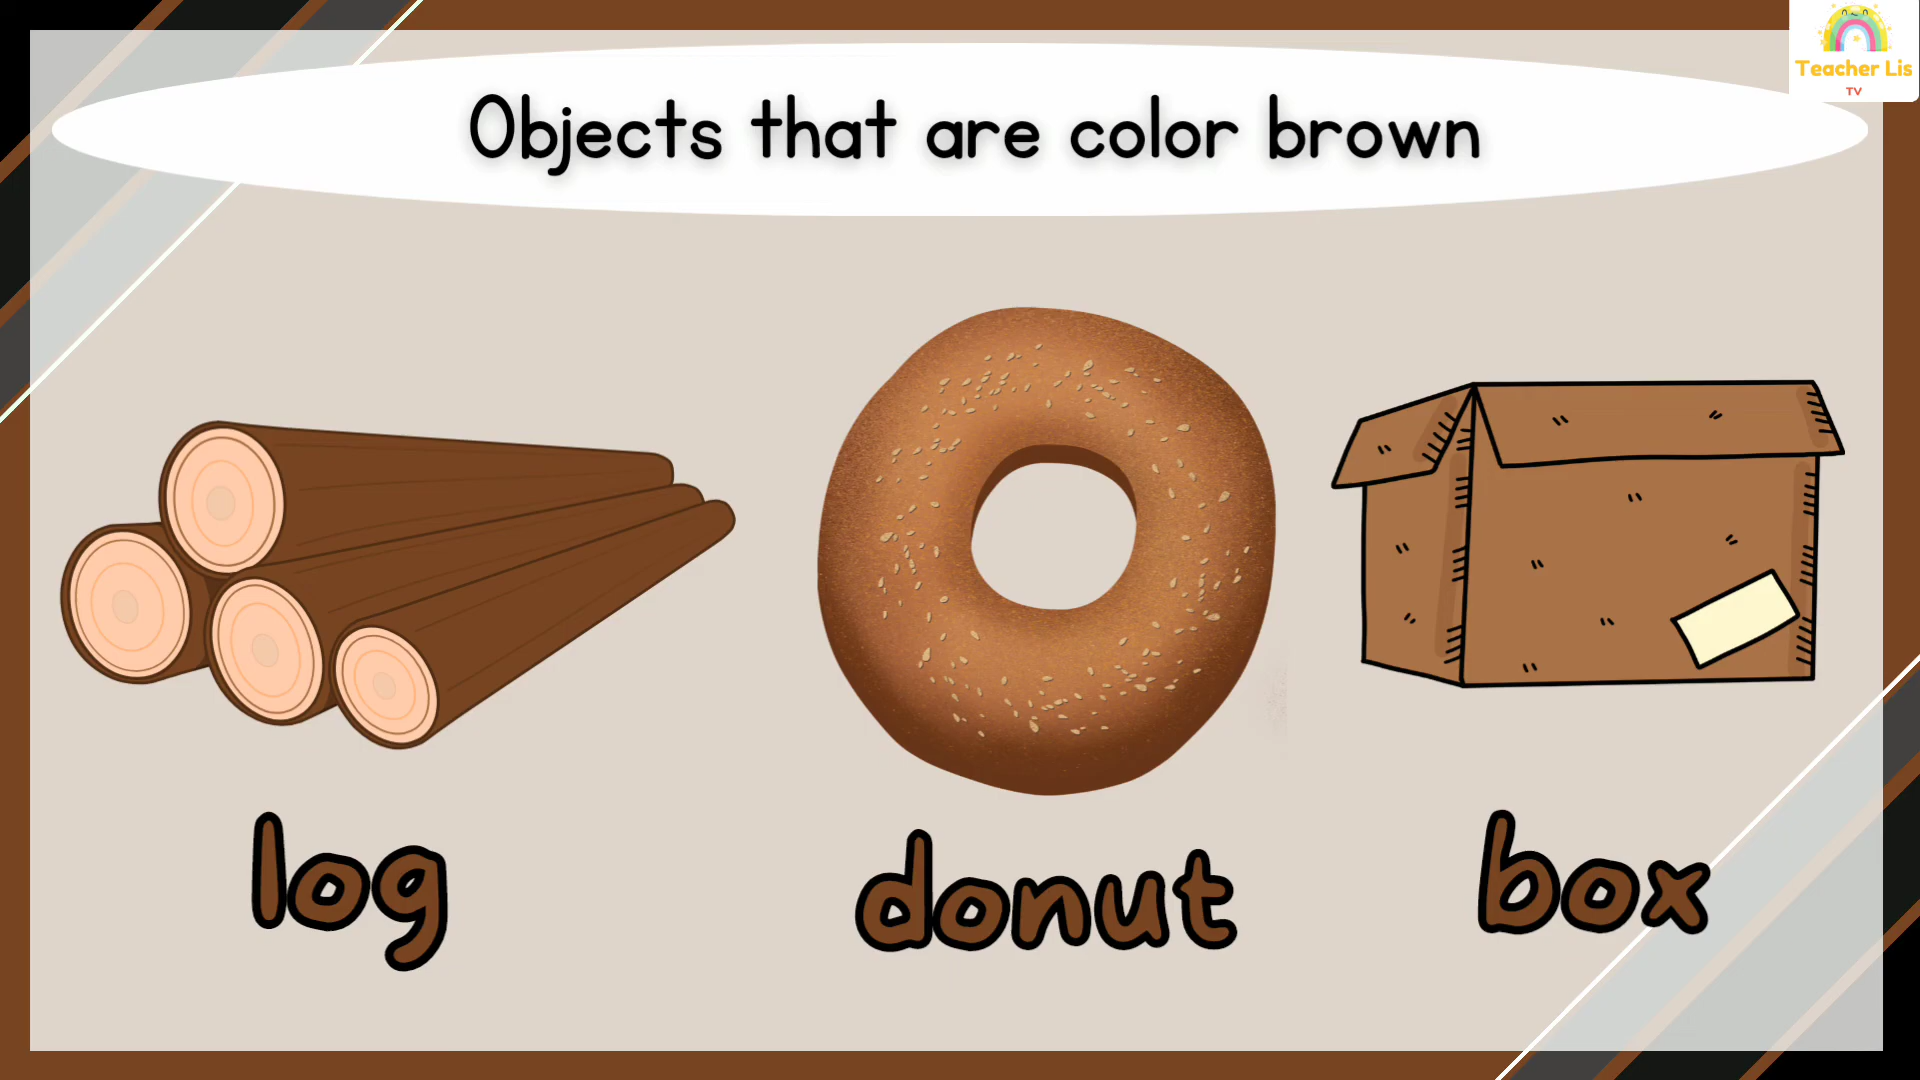 Teacher Lis
TV
Objects that are color brown
log
donut
box